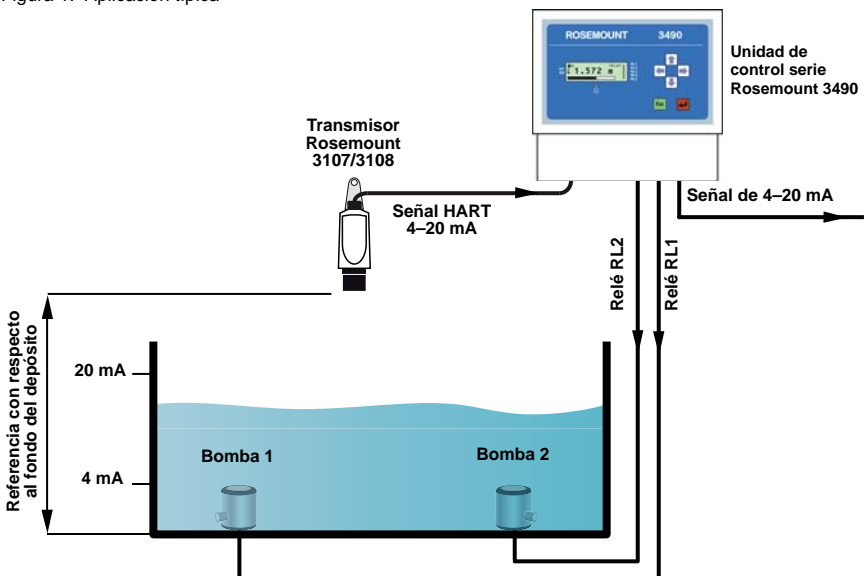 Figura 1. Aplicación típica
ROSEMOUNT 3490
1.572 m
Unidad de
control serie
Rosemount 3490
Transmisor
Rosemount
3107/3108
Señal HART
4–20 mA
Señal de 4–20 mA
Relé RL2
Relé RL1
Referencia con respecto
al fondo del depósito
20 mA
4 mA
Bomba 1
Bomba 2